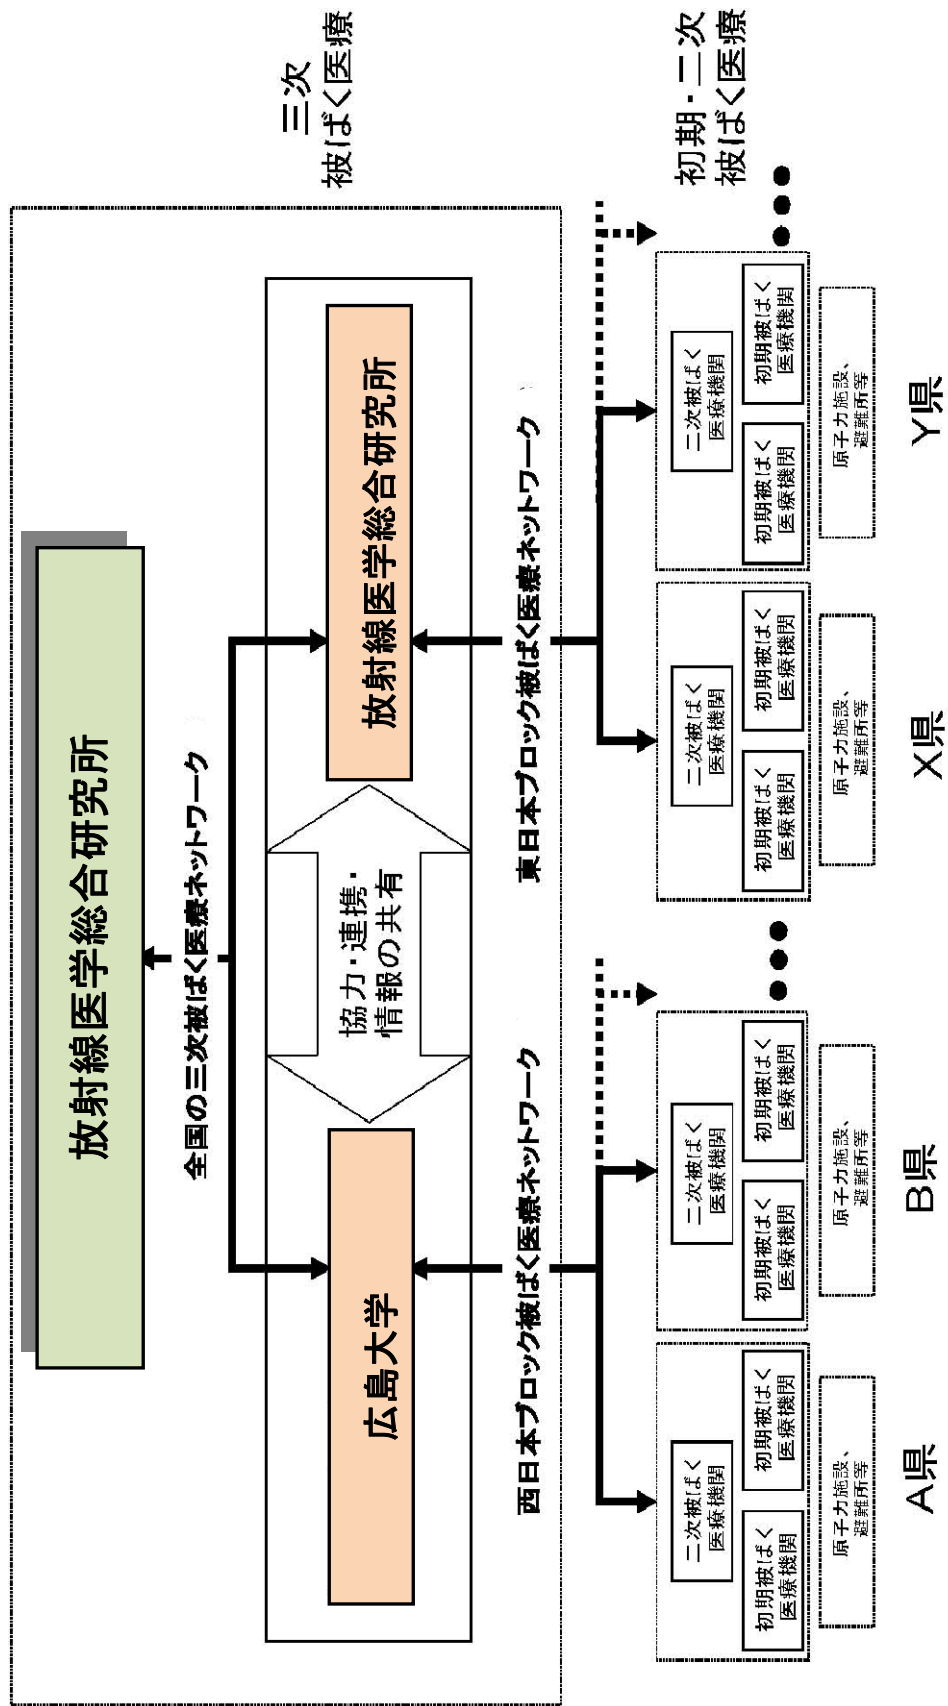 放射線医学総合研究所
全国の三次被ばく医療ネットワーク
三次
被ばく医療
広島大学
協力・連携・
情報の共有
放射線医学総合研究所
西日本ブロック被ばく医療ネットワーク
東日本ブロック被ばく医療ネットワーク
初期・二次
被ばく医療
二次被ばく
医療機関
初期被ばく
医療機関
初期被ばく
医療機関
原子力施設、
避難所等
A県
二次被ばく
医療機関
初期被ばく
医療機関
初期被ばく
医療機関
原子力施設、
避難所等
B県
二次被ばく
医療機関
初期被ばく
医療機関
初期被ばく
医療機関
原子力施設、
避難所等
X県
二次被ばく
医療機関
初期被ばく
医療機関
初期被ばく
医療機関
原子力施設、
避難所等
Y県